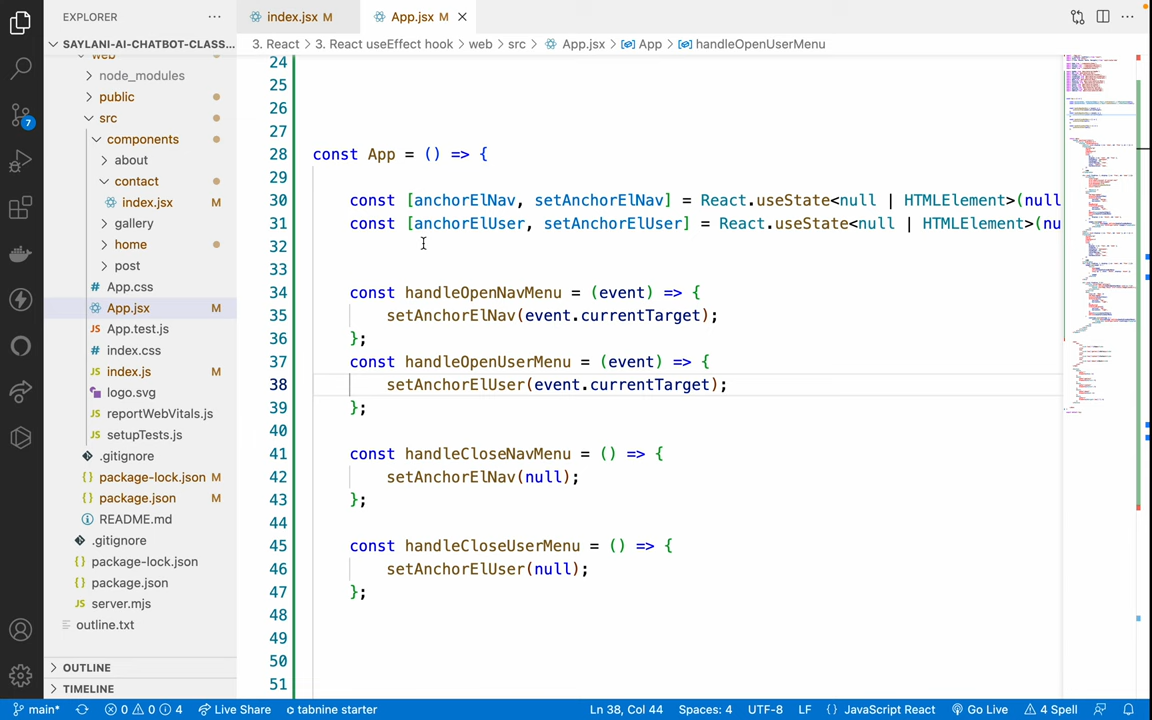 EXPLORER
index.jsx M
App.jsx M
SAYLANI-AI-CHATBOT-CLASS...
3. React > 3. React useEffect hook > web > src > App.jsx > App > handleOpenUserMenu
web
node_modules
public
src
components
about
contact
index.jsx M
gallery
home
post
App.css
App.jsx M
App.test.js
index.css
index.js M
logo.svg
reportWebVitals.js
setupTests.js
.gitignore
package-lock.json M
package.json M
README.md
.gitignore
package-lock.json
package.json
server.mjs
outline.txt
OUTLINE
TIMELINE
7
24
25
26
27
28 const App = () => {
29
30 const [anchorElNav, setAnchorElNav] = React.useState<null | HTMLElement>(null
31 const [anchorElUser, setAnchorElUser] = React.useState<null | HTMLElement>(nu
32
33
34 const handleOpenNavMenu = (event) => {
35 setAnchorElNav(event.currentTarget);
36 };
37 const handleOpenUserMenu = (event) => {
38 setAnchorElUser(event.currentTarget);
39 };
40
41 const handleCloseNavMenu = () => {
42 setAnchorElNav(null);
43 };
44
45 const handleCloseUserMenu = () => {
46 setAnchorElUser(null);
47 };
48
49
50
51
main* 0 0 4 Live Share tabnine starter Ln 38, Col 44 Spaces: 4 UTF-8 LF {} JavaScript React Go Live 4 Spell